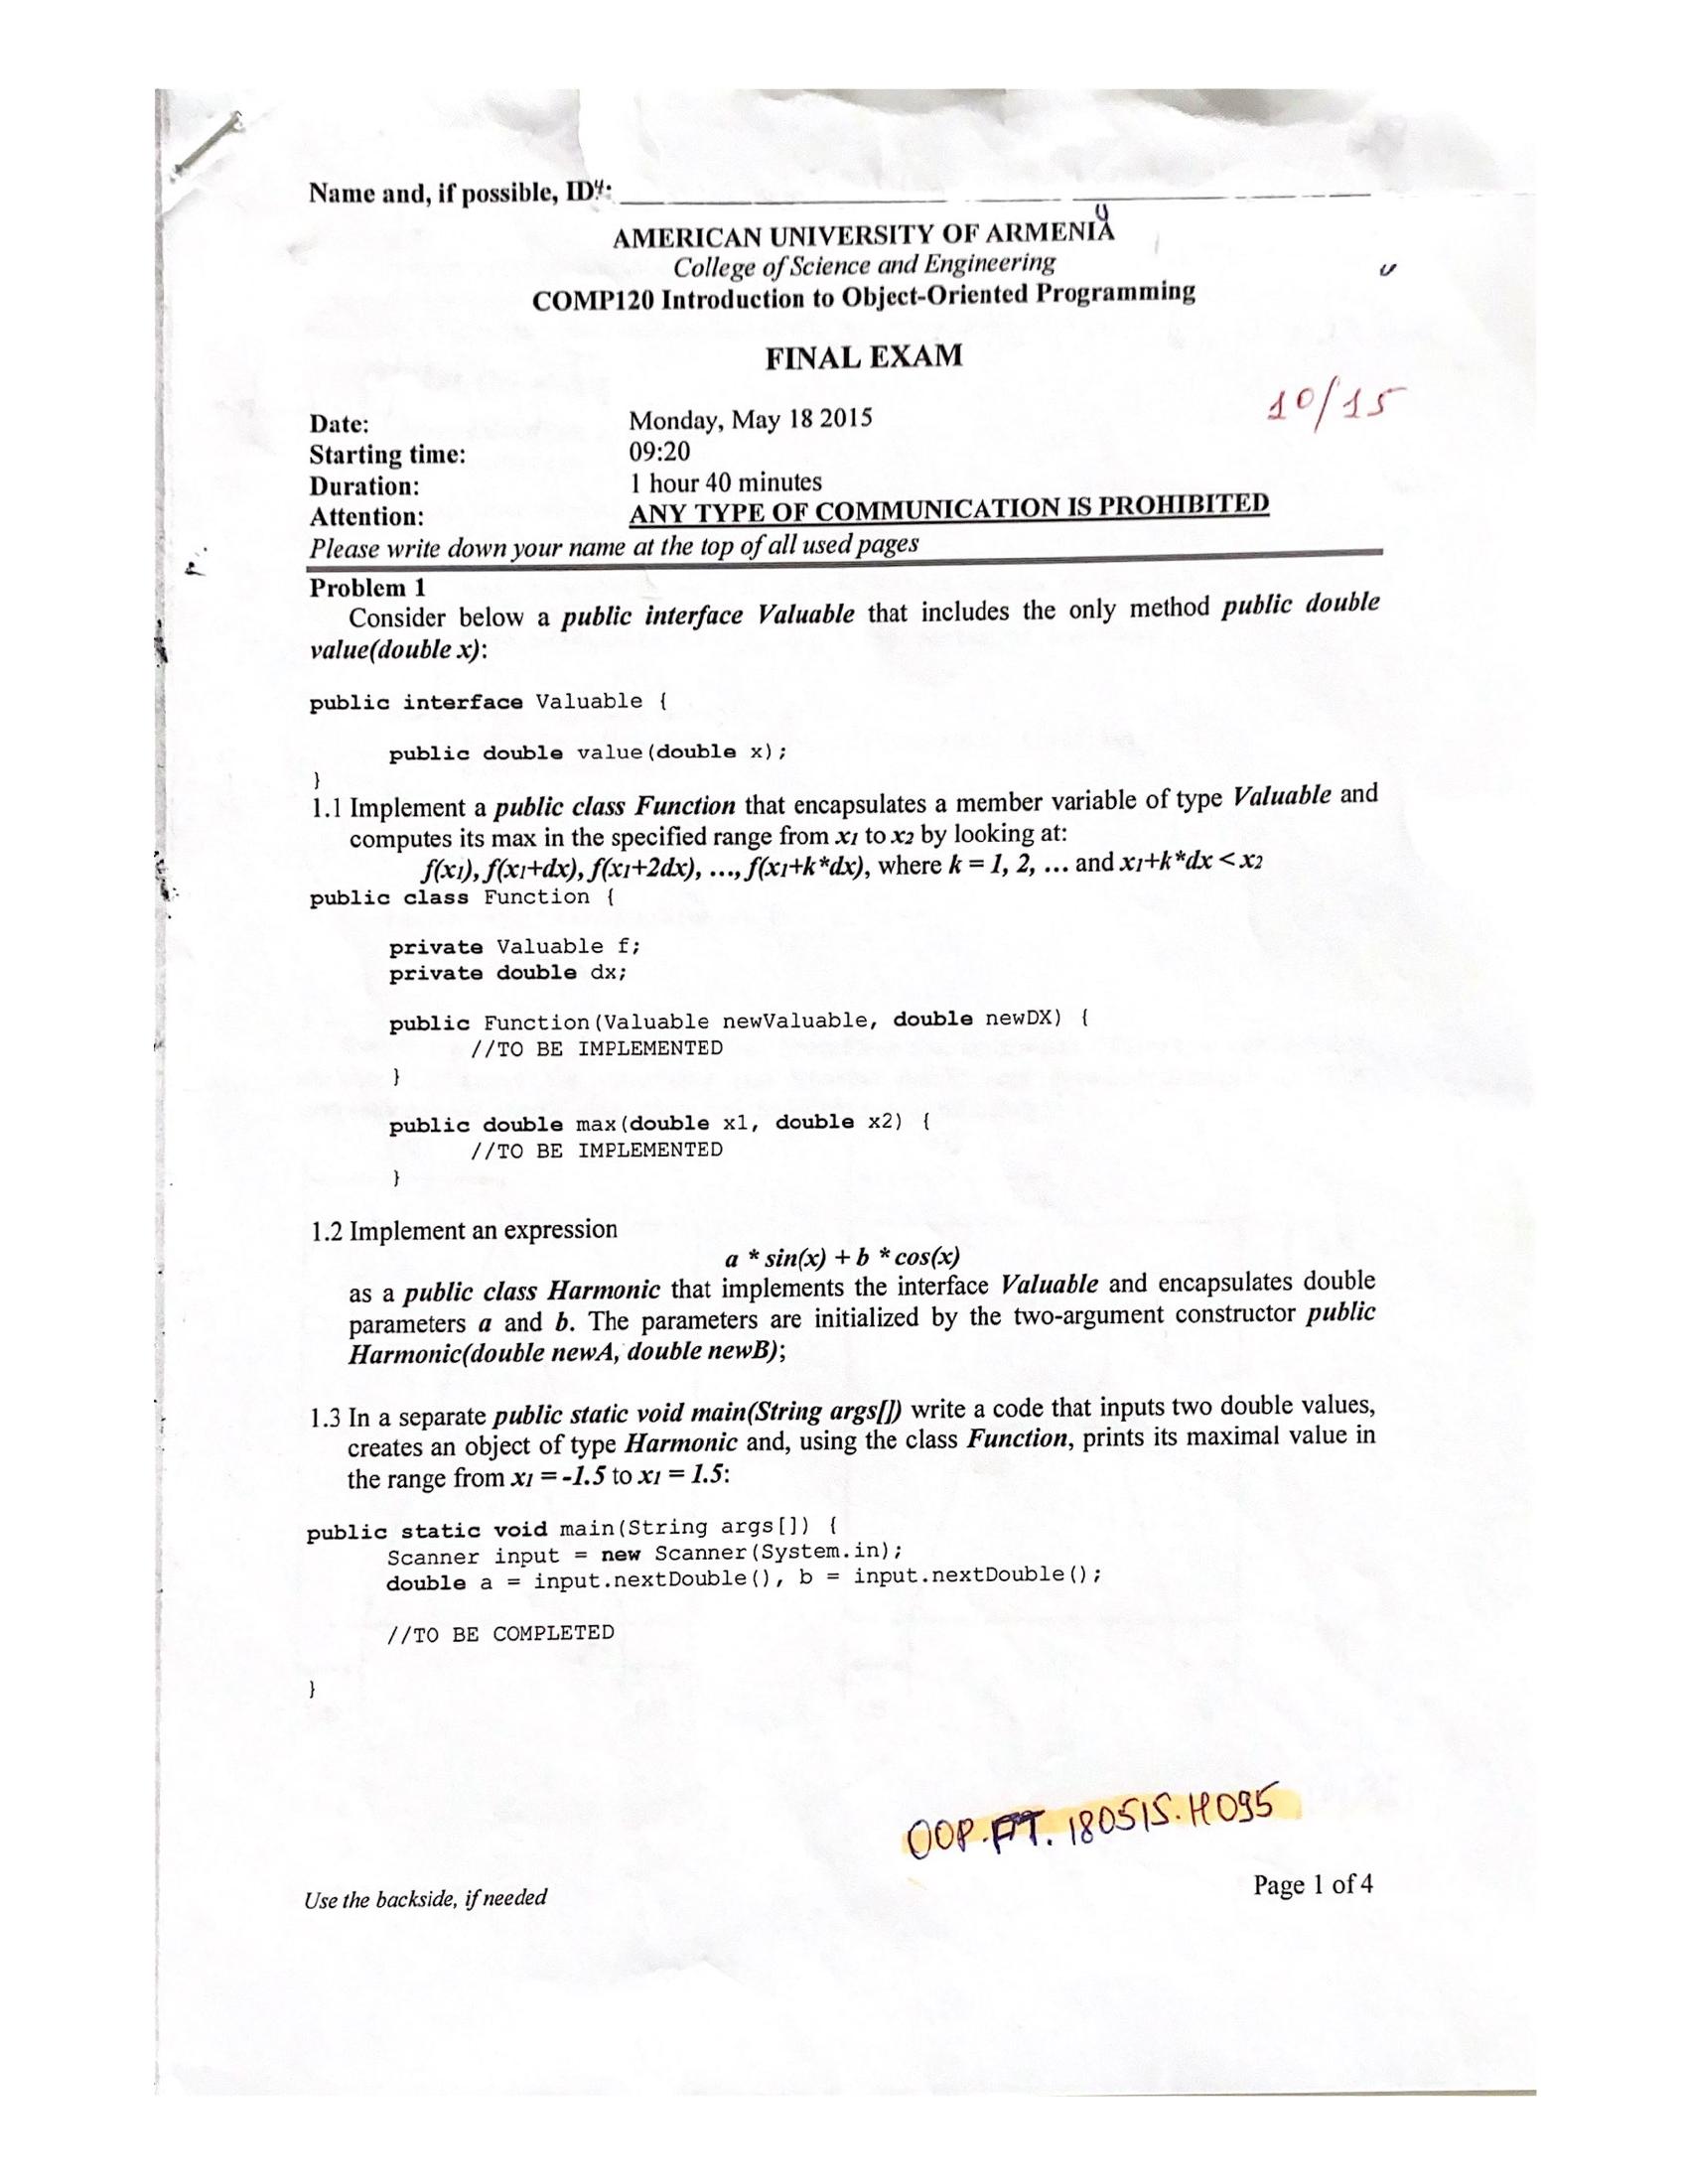 Name and, if possible, ID#:
AMERICAN UNIVERSITY OF ARMENIA
College of Science and Engineering
COMP120 Introduction to Object-Oriented Programming
FINAL EXAM
10/15
Date: Monday, May 18 2015
Starting time: 09:20
Duration: 1 hour 40 minutes
Attention: ANY TYPE OF COMMUNICATION IS PROHIBITED
Please write down your name at the top of all used pages
Problem 1
Consider below a public interface Valuable that includes the only method public double
value(double x):
public interface Valuable {
public double value(double x);
}
1.1 Implement a public class Function that encapsulates a member variable of type Valuable and
computes its max in the specified range from x1 to x2 by looking at:
f(x1), f(x1+dx), f(x1+2dx), ..., f(x1+k*dx), where k = 1, 2, ... and x1+k*dx < x2
public class Function {
private Valuable f;
private double dx;
public Function(Valuable newValuable, double newDX) {
//TO BE IMPLEMENTED
}
public double max(double x1, double x2) {
//TO BE IMPLEMENTED
}
1.2 Implement an expression
a * sin(x) + b * cos(x)
as a public class Harmonic that implements the interface Valuable and encapsulates double
parameters a and b. The parameters are initialized by the two-argument constructor public
Harmonic(double newA, double newB);
1.3 In a separate public static void main(String args[]) write a code that inputs two double values,
creates an object of type Harmonic and, using the class Function, prints its maximal value in
the range from x1 = -1.5 to x1 = 1.5:
public static void main(String args[]) {
Scanner input = new Scanner(System.in);
double a = input.nextDouble(), b = input.nextDouble();
//TO BE COMPLETED
}
OOP.FT.180515.H095
Use the backside, if needed
Page 1 of 4